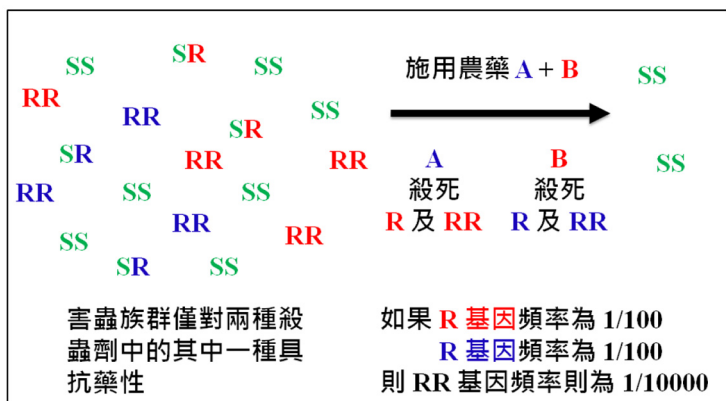 SR
SS
SS
SS
RR
RR
SS
SR
SR
RR
RR
SS
RR
SS
SS
RR
RR
SS
SR
SS
施用農藥 A + B
A
殺死
R 及 RR
B
殺死
R 及 RR
SS
SS
害蟲族群僅對兩種殺
蟲劑中的其中一種具
抗藥性
如果 R 基因頻率為 1/100
R 基因頻率為 1/100
則 RR 基因頻率則為 1/10000